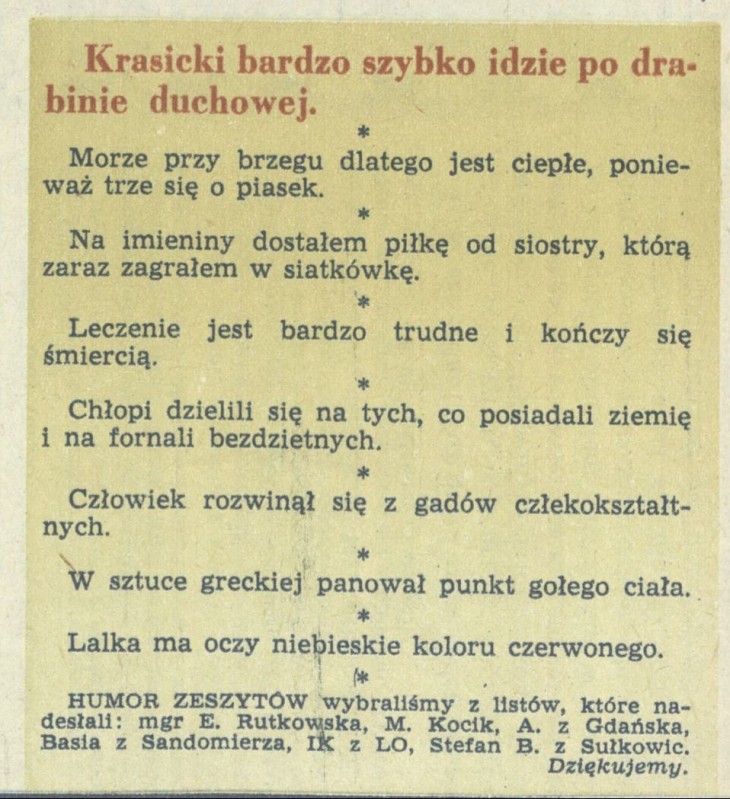 Krasicki bardzo szybko idzie po dra-
binie duchowej.
*
Morze przy brzegu dlatego jest ciepłe, ponie-
waż trze się o piasek.
*
Na imieniny dostałem piłkę od siostry, którą
zaraz zagrałem w siatkówkę.
*
Leczenie jest bardzo trudne i kończy się
śmiercią.
*
Chłopi dzielili się na tych, co posiadali ziemię
i na fornali bezdzietnych.
*
Człowiek rozwinął się z gadów człekokształt-
nych.
*
W sztuce greckiej panował punkt gołego ciała.
*
Lalka ma oczy niebieskie koloru czerwonego.
*
HUMOR ZESZYTÓW wybraliśmy z listów, które na-
desłali: mgr E. Rutkowska, M. Kocik, A. z Gdańska,
Basia z Sandomierza, IK z LO, Stefan B. z Sułkowic.
Dziękujemy.